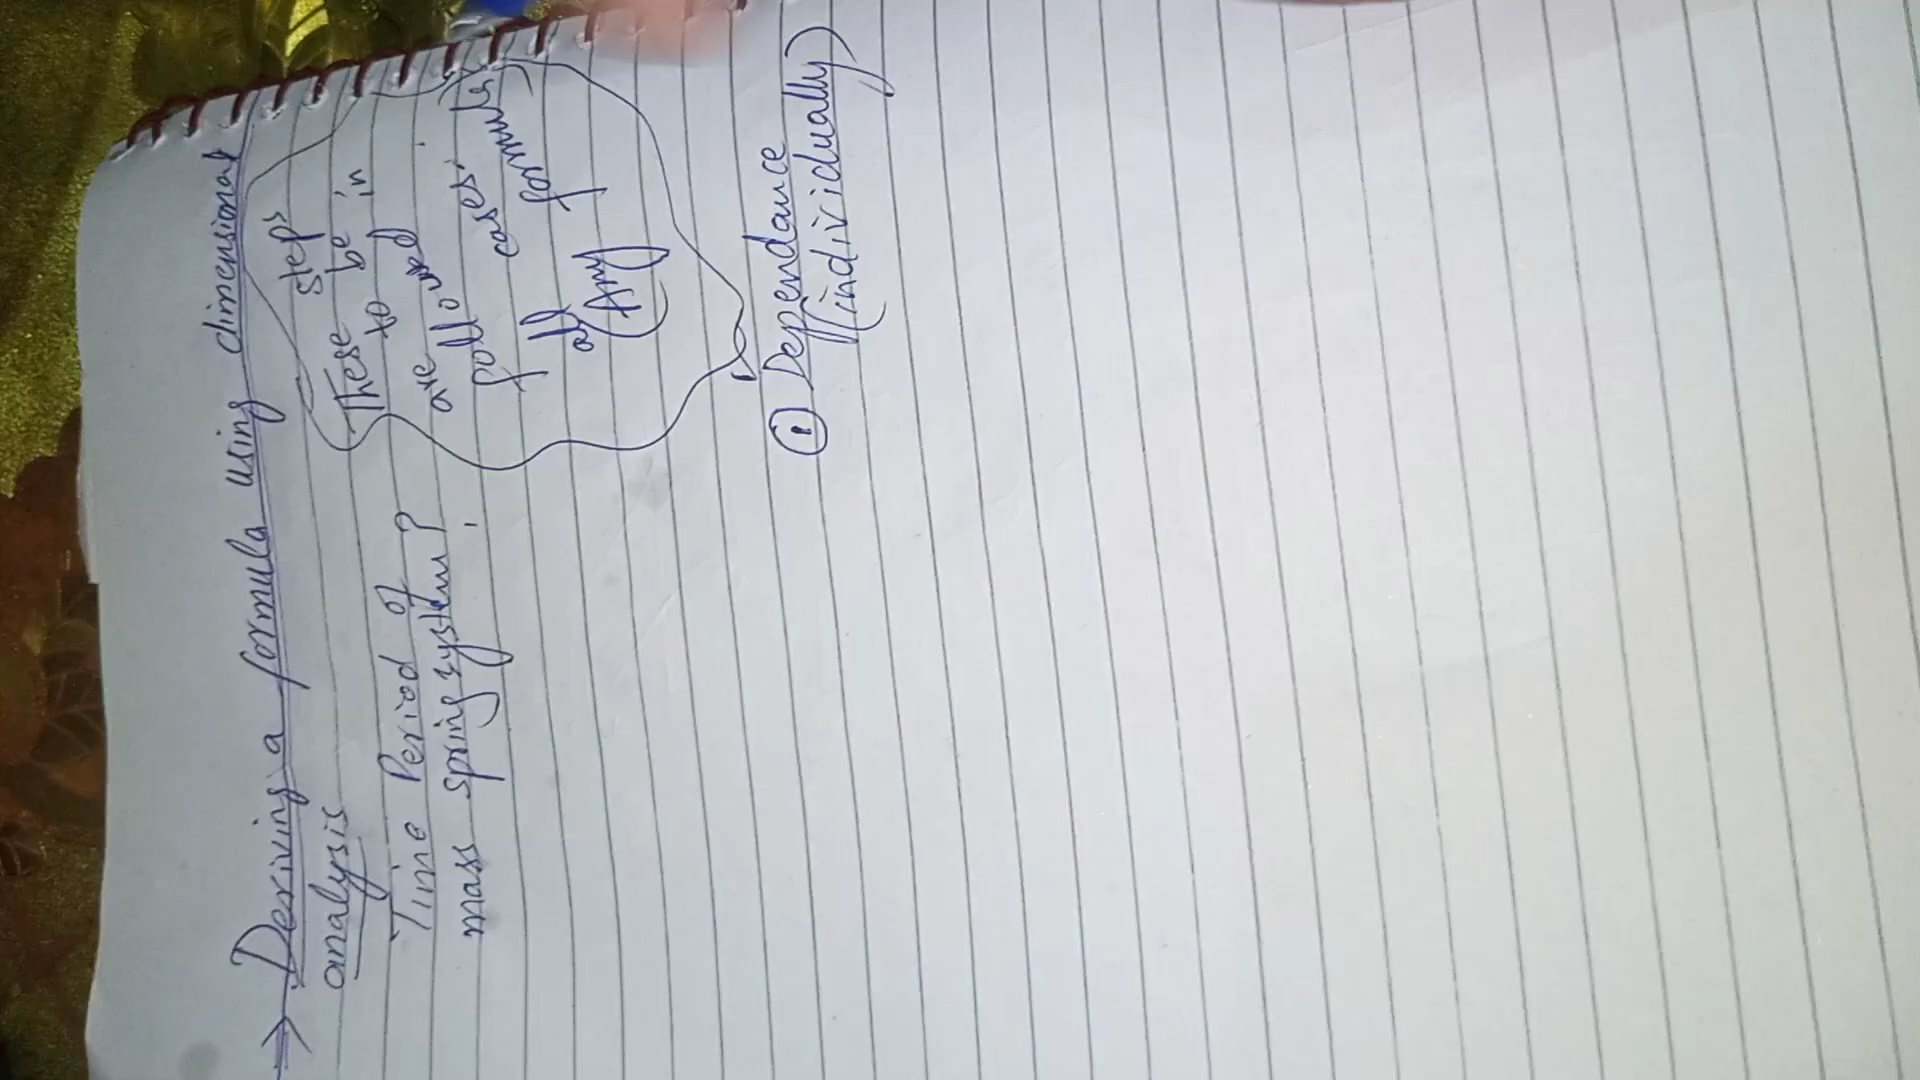 → Deriving a formula using dimensional
analysis
Time Period of
mass spring system?
These steps
are to be
followed in
all cases.
(Any formula)
① Dependance
(individually)